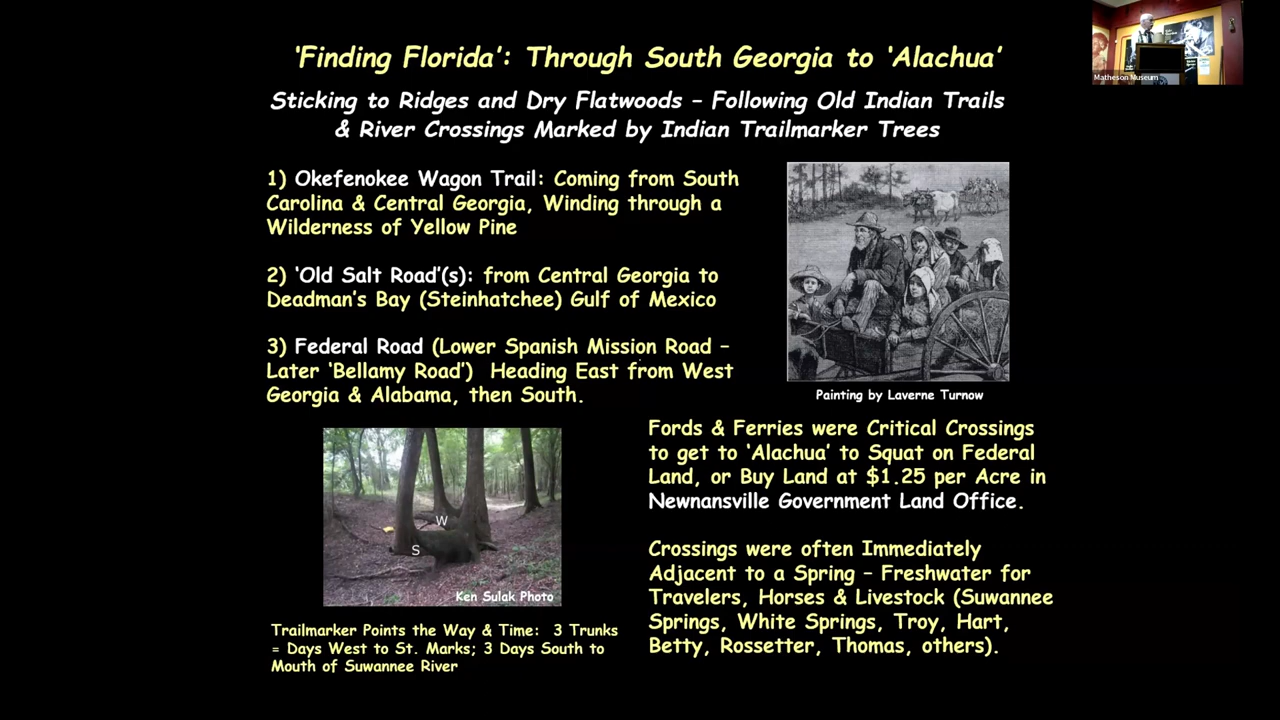 ‘Finding Florida’: Through South Georgia to ‘Alachua’
Sticking to Ridges and Dry Flatwoods – Following Old Indian Trails
& River Crossings Marked by Indian Trailmarker Trees
1) Okefenokee Wagon Trail: Coming from South
Carolina & Central Georgia, Winding through a
Wilderness of Yellow Pine
2) ‘Old Salt Road’(s): from Central Georgia to
Deadman’s Bay (Steinhatchee) Gulf of Mexico
3) Federal Road (Lower Spanish Mission Road –
Later ‘Bellamy Road’) Heading East from West
Georgia & Alabama, then South.
W
S
Ken Sulak Photo
Trailmarker Points the Way & Time: 3 Trunks
= Days West to St. Marks; 3 Days South to
Mouth of Suwannee River
Painting by Laverne Turnow
Fords & Ferries were Critical Crossings
to get to ‘Alachua’ to Squat on Federal
Land, or Buy Land at $1.25 per Acre in
Newnansville Government Land Office.
Crossings were often Immediately
Adjacent to a Spring – Freshwater for
Travelers, Horses & Livestock (Suwannee
Springs, White Springs, Troy, Hart,
Betty, Rossetter, Thomas, others).
Matheson Museum